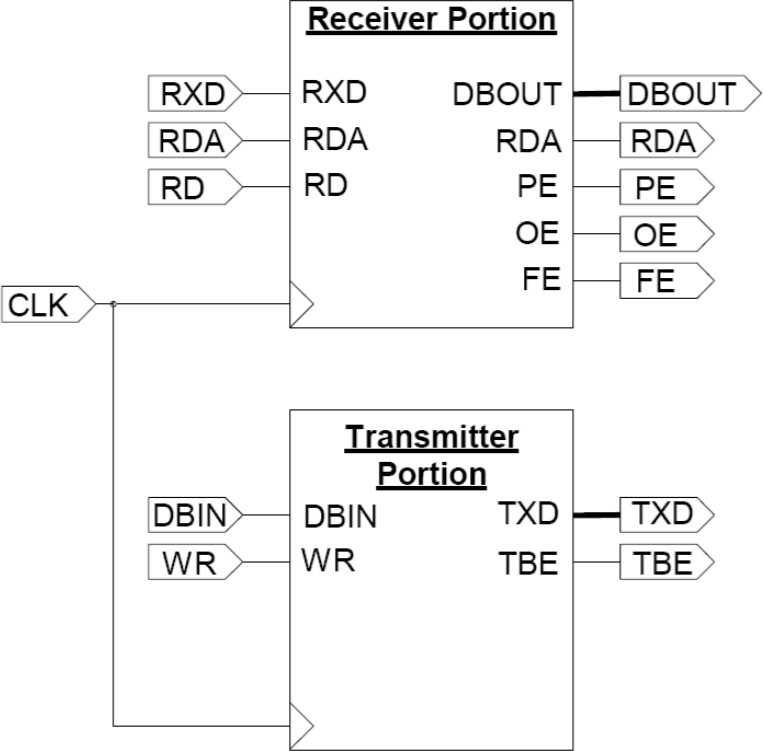 Receiver Portion
RXD RXD DBOUT DBOUT
RDA RDA RDA RDA
RD RD PE PE
OE OE
FE FE
CLK
Transmitter
Portion
DBIN DBIN TXD TXD
WR WR TBE TBE